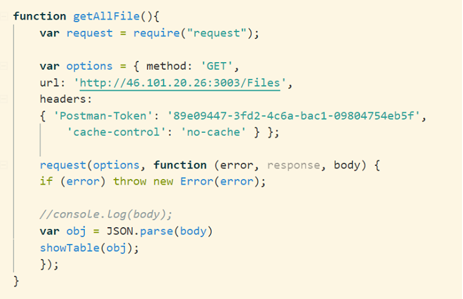 function getAllFile(){
var request = require("request");
var options = { method: 'GET',
url: 'http://46.101.20.26:3003/Files',
headers:
{ 'Postman-Token': '89e09447-3fd2-4c6a-bac1-09804754eb5f',
'cache-control': 'no-cache' } };
request(options, function (error, response, body) {
if (error) throw new Error(error);
//console.log(body);
var obj = JSON.parse(body)
showTable(obj);
});
}